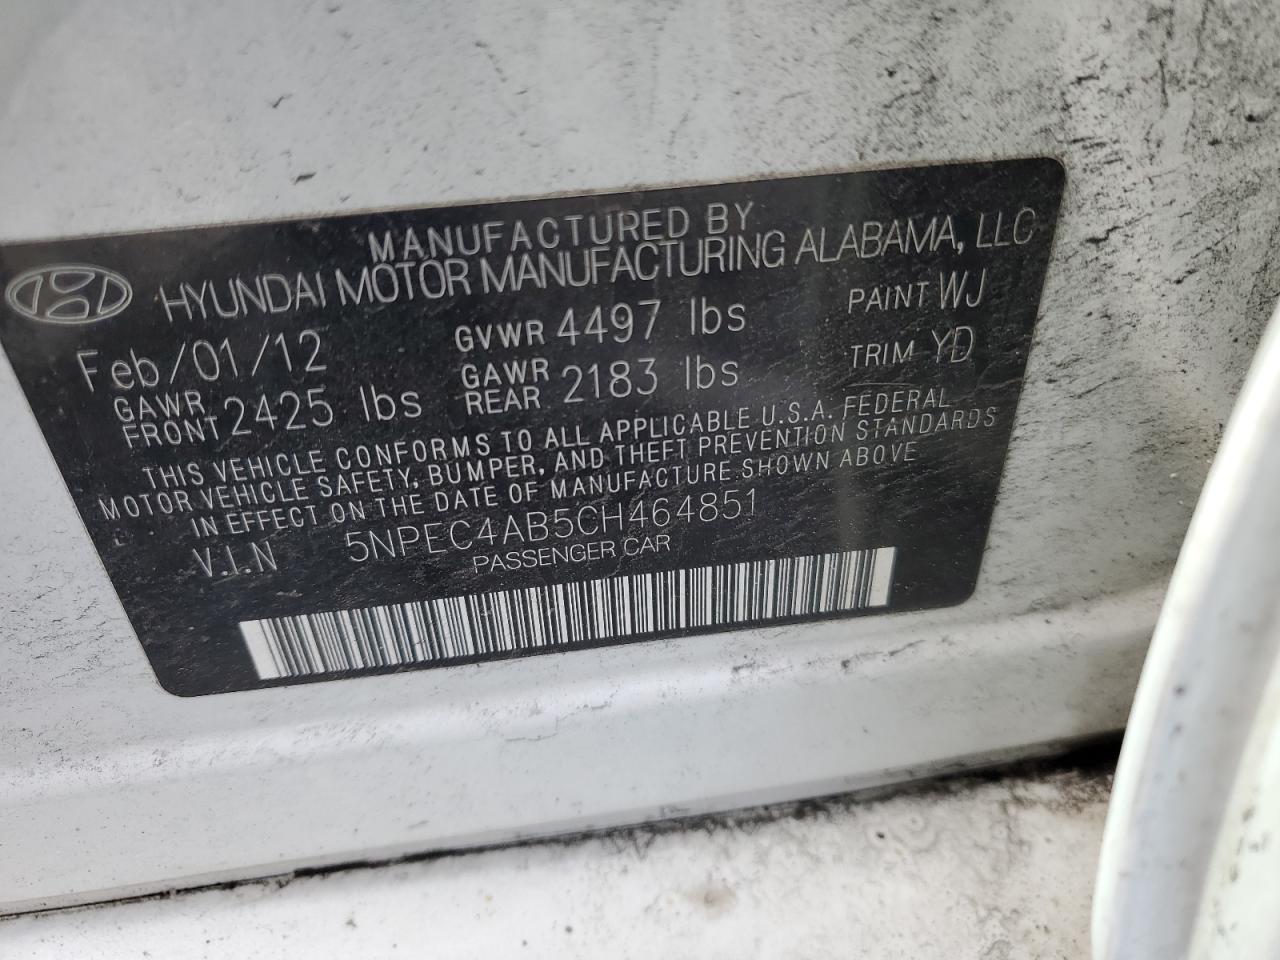 MANUFACTURED BY
HYUNDAI MOTOR MANUFACTURING ALABAMA, LLC
Feb/01/12 GVWR 4497 lbs PAINT WJ
GAWR FRONT 2425 lbs GAWR REAR 2183 lbs TRIM YD
THIS VEHICLE CONFORMS TO ALL APPLICABLE U.S.A. FEDERAL
MOTOR VEHICLE SAFETY, BUMPER, AND THEFT PREVENTION STANDARDS
IN EFFECT ON THE DATE OF MANUFACTURE SHOWN ABOVE
V.I.N 5NPEC4AB5CH464851
PASSENGER CAR